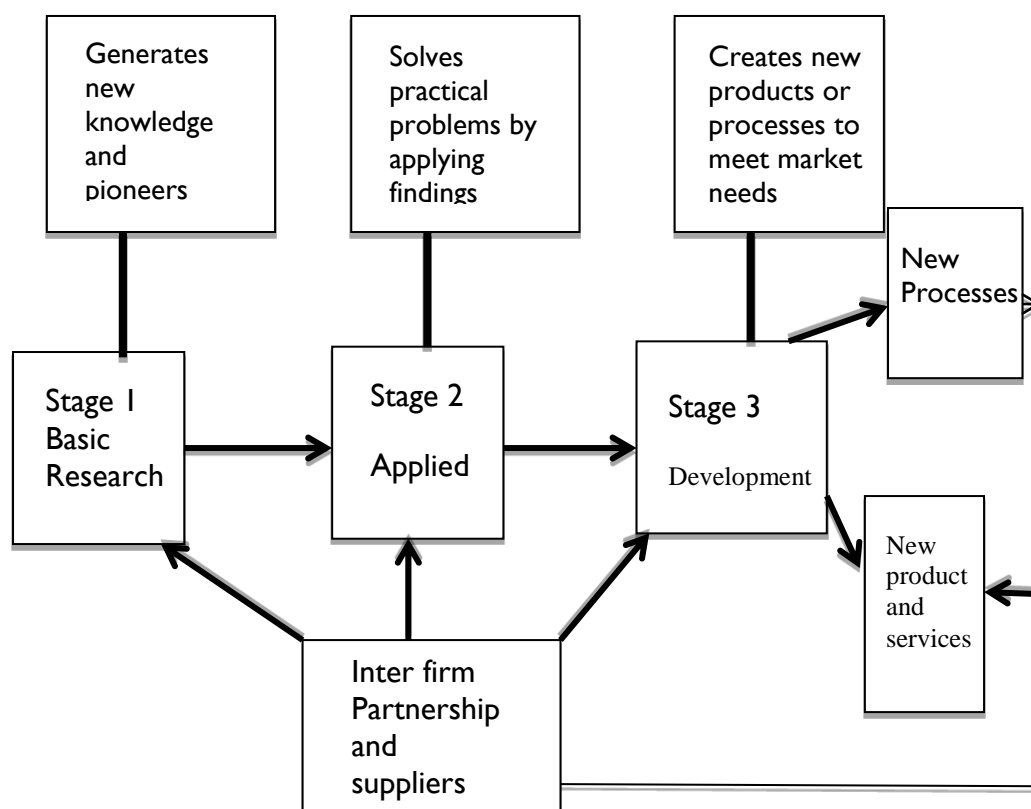 Generates
new
knowledge
and
pioneers
Solves
practical
problems by
applying
findings
Creates new
products or
processes to
meet market
needs
New
Processes
Stage 1
Basic
Research
Stage 2
Applied
Stage 3
Development
New
product
and
services
Inter firm
Partnership
and
suppliers